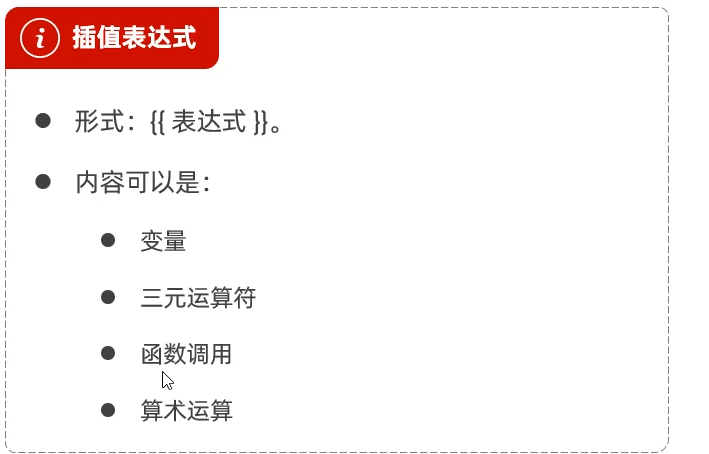 插值表达式
形式：{{ 表达式 }}。
内容可以是：
变量
三元运算符
函数调用
算术运算